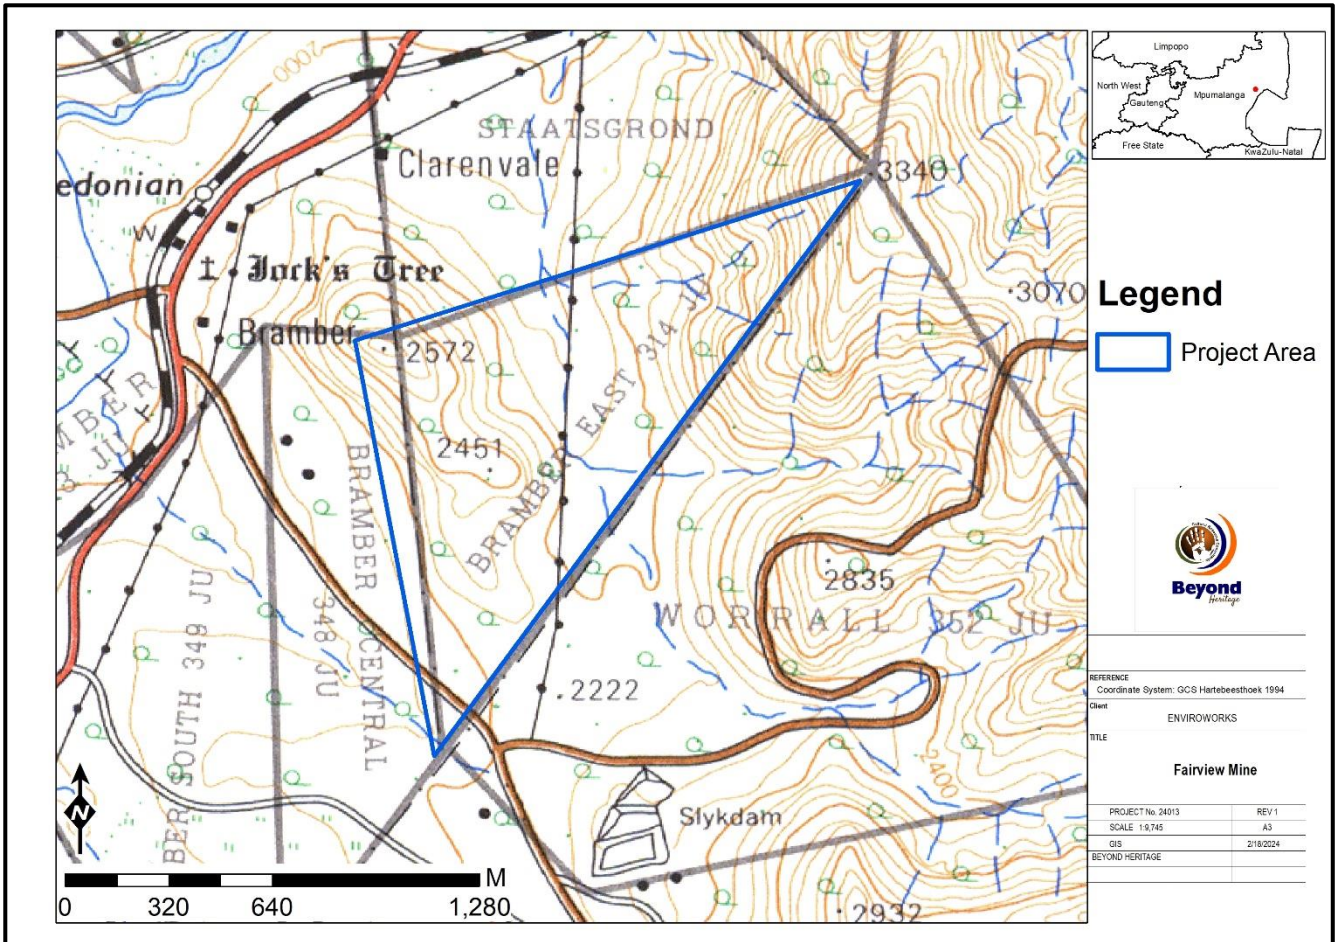 2000
STAATSGROND
Clarenvale
edonian
3340
W
Jock's Tree
3070
Bramber
2572
BRAMBER EAST 314 JU
MBER
3 JU
2451
BRAMBER CENTRAL
348 JU
2835
WORRALL 352 JU
BER SOUTH 349 JU
2222
2400
Slykdam
2932
N
M
0 320 640 1,280
Limpopo
North West
Gauteng
Mpumalanga
Free State
KwaZulu-Natal
Legend
Project Area
Beyond
Heritage
REFERENCE
Coordinate System: GCS Hartebeesthoek 1994
Client
ENVIROWORKS
TITLE
Fairview Mine
PROJECT No. 24013 REV 1
SCALE 1:9,745 A3
GIS 2/18/2024
BEYOND HERITAGE